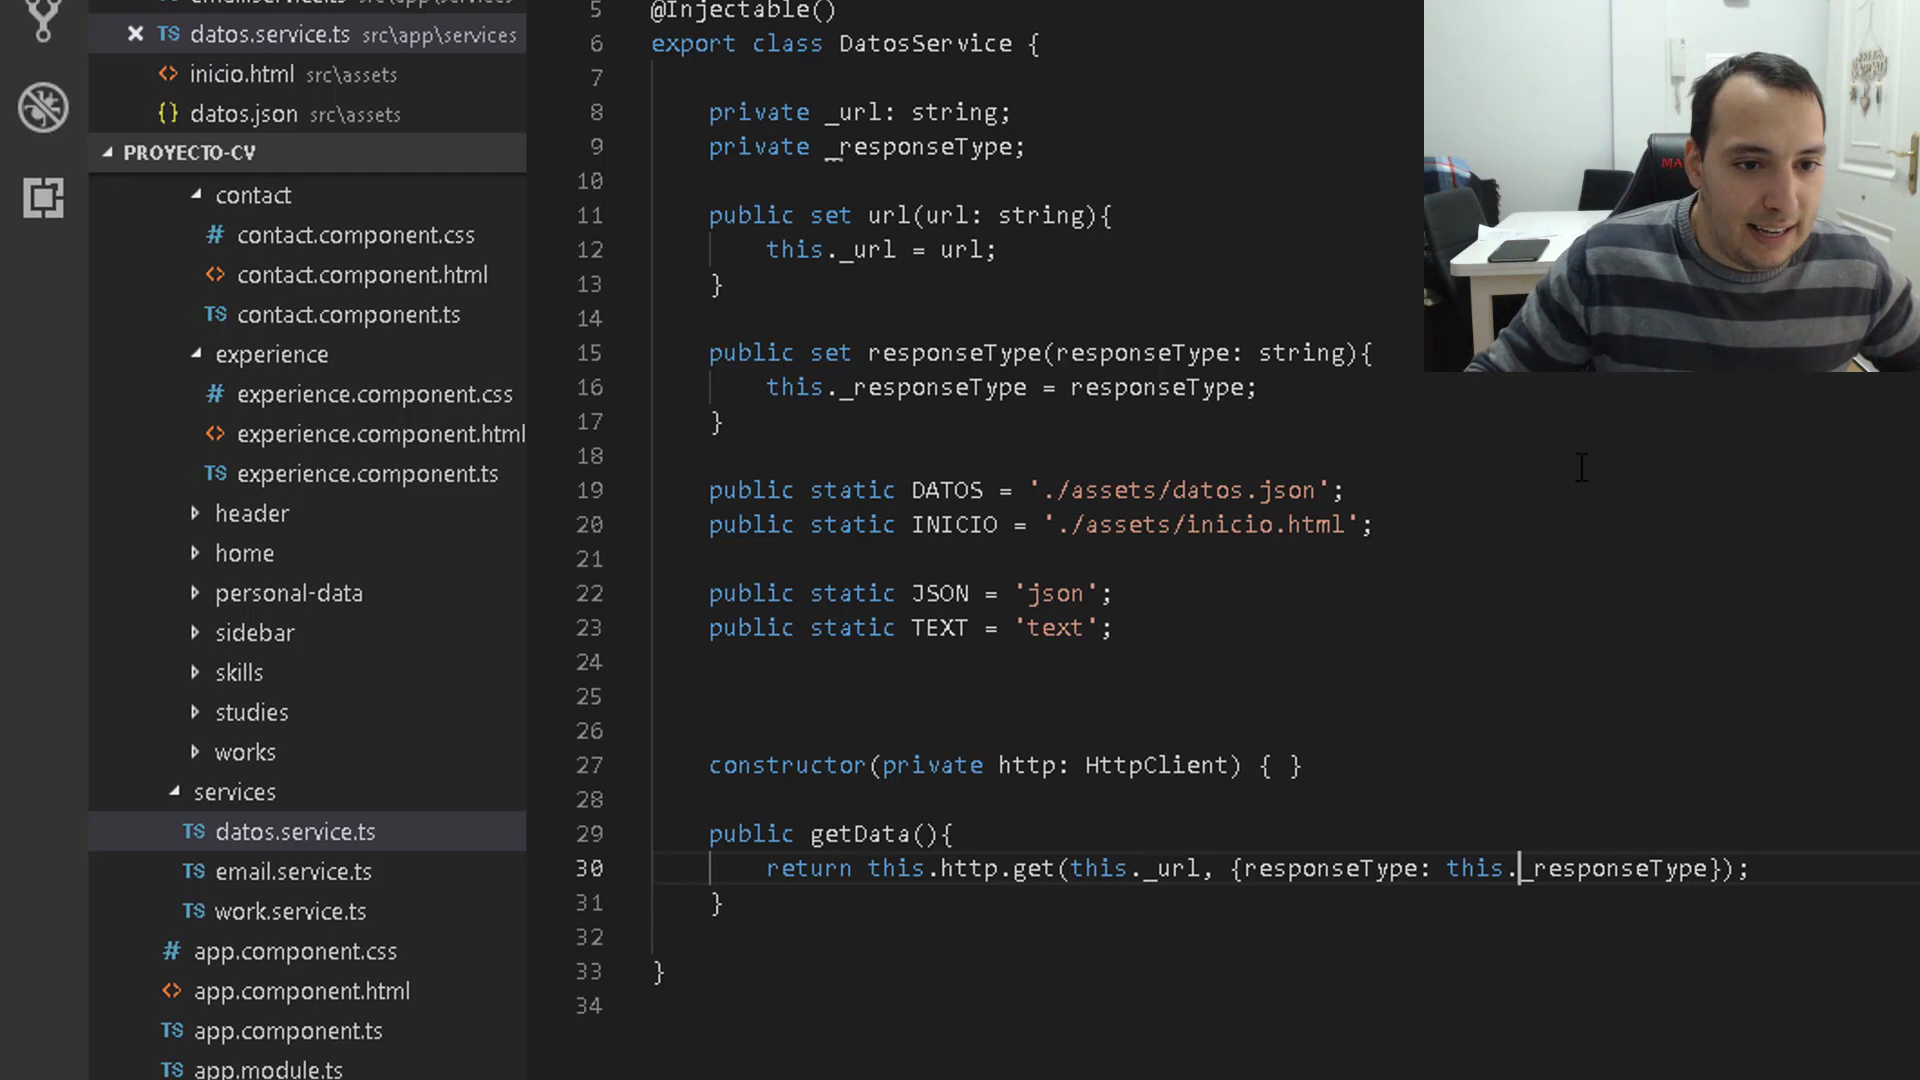 datos.service.ts src\app\services
inicio.html src\assets
{} datos.json src\assets
PROYECTO-CV
contact
# contact.component.css
<> contact.component.html
TS contact.component.ts
experience
# experience.component.css
<> experience.component.html
TS experience.component.ts
header
home
personal-data
sidebar
skills
studies
works
services
TS datos.service.ts
TS email.service.ts
TS work.service.ts
# app.component.css
<> app.component.html
TS app.component.ts
TS app.module.ts
5 @Injectable()
6 export class DatosService {
7
8 private _url: string;
9 private _responseType;
10
11 public set url(url: string){
12 this._url = url;
13 }
14
15 public set responseType(responseType: string){
16 this._responseType = responseType;
17 }
18
19 public static DATOS = './assets/datos.json';
20 public static INICIO = './assets/inicio.html';
21
22 public static JSON = 'json';
23 public static TEXT = 'text';
24
25
26
27 constructor(private http: HttpClient) { }
28
29 public getData(){
30 return this.http.get(this._url, {responseType: this._responseType});
31 }
32
33 }
34